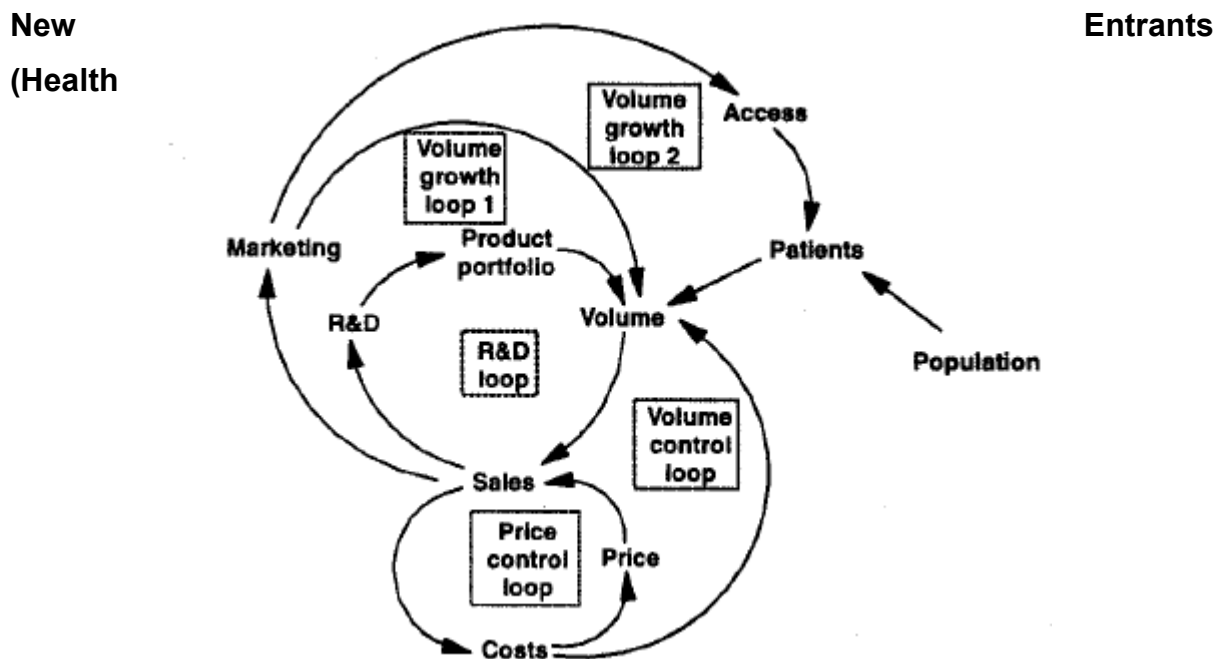 New Entrants
(Health
Volume
growth
loop 2
Access
Volume
growth
loop 1
Marketing
Product
portfolio
Patients
R&D
Volume
R&D
loop
Population
Volume
control
loop
Sales
Price
control
loop
Price
Costs